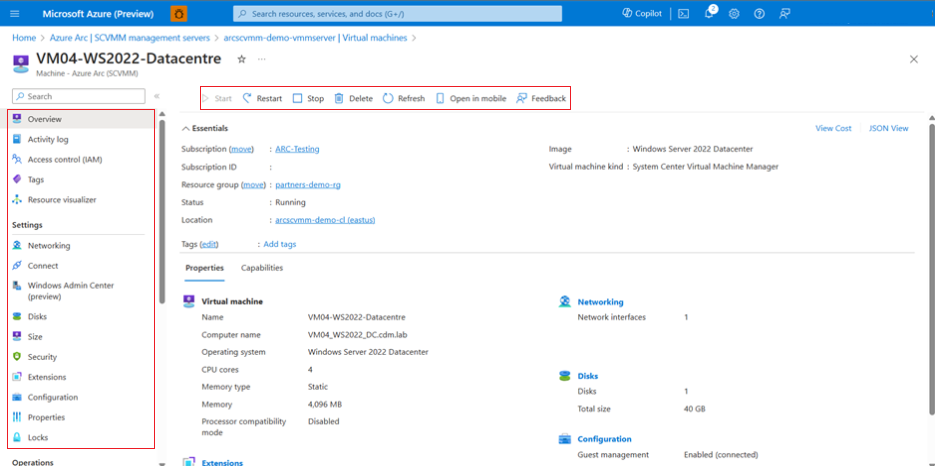 Microsoft Azure (Preview)
Search resources, services, and docs (G+/)
Copilot
2
Home > Azure Arc | SCVMM management servers > arcscvmm-demo-vmmserver | Virtual machines >
VM04-WS2022-Datacentre
Machine - Azure Arc (SCVMM)
Search
Start Restart Stop Delete Refresh Open in mobile Feedback
Overview
Activity log
Access control (IAM)
Tags
Resource visualizer
Settings
Networking
Connect
Windows Admin Center
(preview)
Disks
Size
Security
Extensions
Configuration
Properties
Locks
Operations
Essentials
View Cost JSON View
Subscription (move) : ARC-Testing
Subscription ID :
Resource group (move) : partners-demo-rg
Status : Running
Location : arcscvmm-demo-cl (eastus)
Image : Windows Server 2022 Datacenter
Virtual machine kind : System Center Virtual Machine Manager
Tags (edit) : Add tags
Properties Capabilities
Virtual machine
Name VM04-WS2022-Datacentre
Computer name VM04_WS2022_DC.cdm.lab
Operating system Windows Server 2022 Datacenter
CPU cores 4
Memory type Static
Memory 4,096 MB
Processor compatibility
mode Disabled
Extensions
Networking
Network interfaces 1
Disks
Disks 1
Total size 40 GB
Configuration
Guest management Enabled (connected)